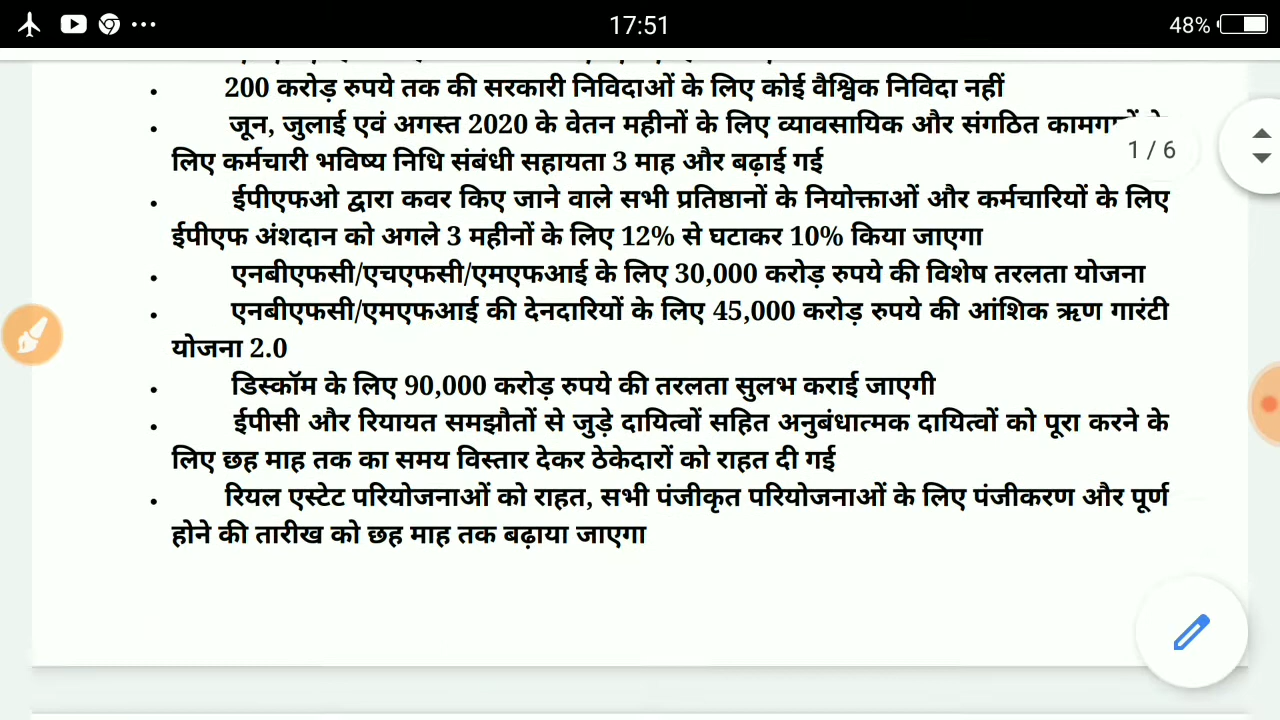 17:51
48%
200 करोड़ रुपये तक की सरकारी निविदाओं के लिए कोई वैश्विक निविदा नहीं
जून, जुलाई एवं अगस्त 2020 के वेतन महीनों के लिए व्यावसायिक और संगठित
1 / 6
लिए कर्मचारी भविष्य निधि संबंधी सहायता 3 माह और बढ़ाई गई
ईपीएफओ द्वारा कवर किए जाने वाले सभी प्रतिष्ठानों के नियोक्ताओं और कर्मचारियों के लिए
ईपीएफ अंशदान को अगले 3 महीनों के लिए 12% से घटाकर 10% किया जाएगा
एनबीएफसी/एचएफसी/एमएफआई के लिए 30,000 करोड़ रुपये की विशेष तरलता योजना
एनबीएफसी/एमएफआई की देनदारियों के लिए 45,000 करोड़ रुपये की आंशिक ऋण गारंटी
योजना 2.0
डिस्कॉम के लिए 90,000 करोड़ रुपये की तरलता सुलभ कराई जाएगी
ईपीसी और रियायत समझौतों से जुड़े दायित्वों सहित अनुबंधात्मक दायित्वों को पूरा करने के
लिए छह माह तक का समय विस्तार देकर ठेकेदारों को राहत दी गई
रियल एस्टेट परियोजनाओं को राहत, सभी पंजीकृत परियोजनाओं के लिए पंजीकरण और पूर्ण
होने की तारीख को छह माह तक बढ़ाया जाएगा